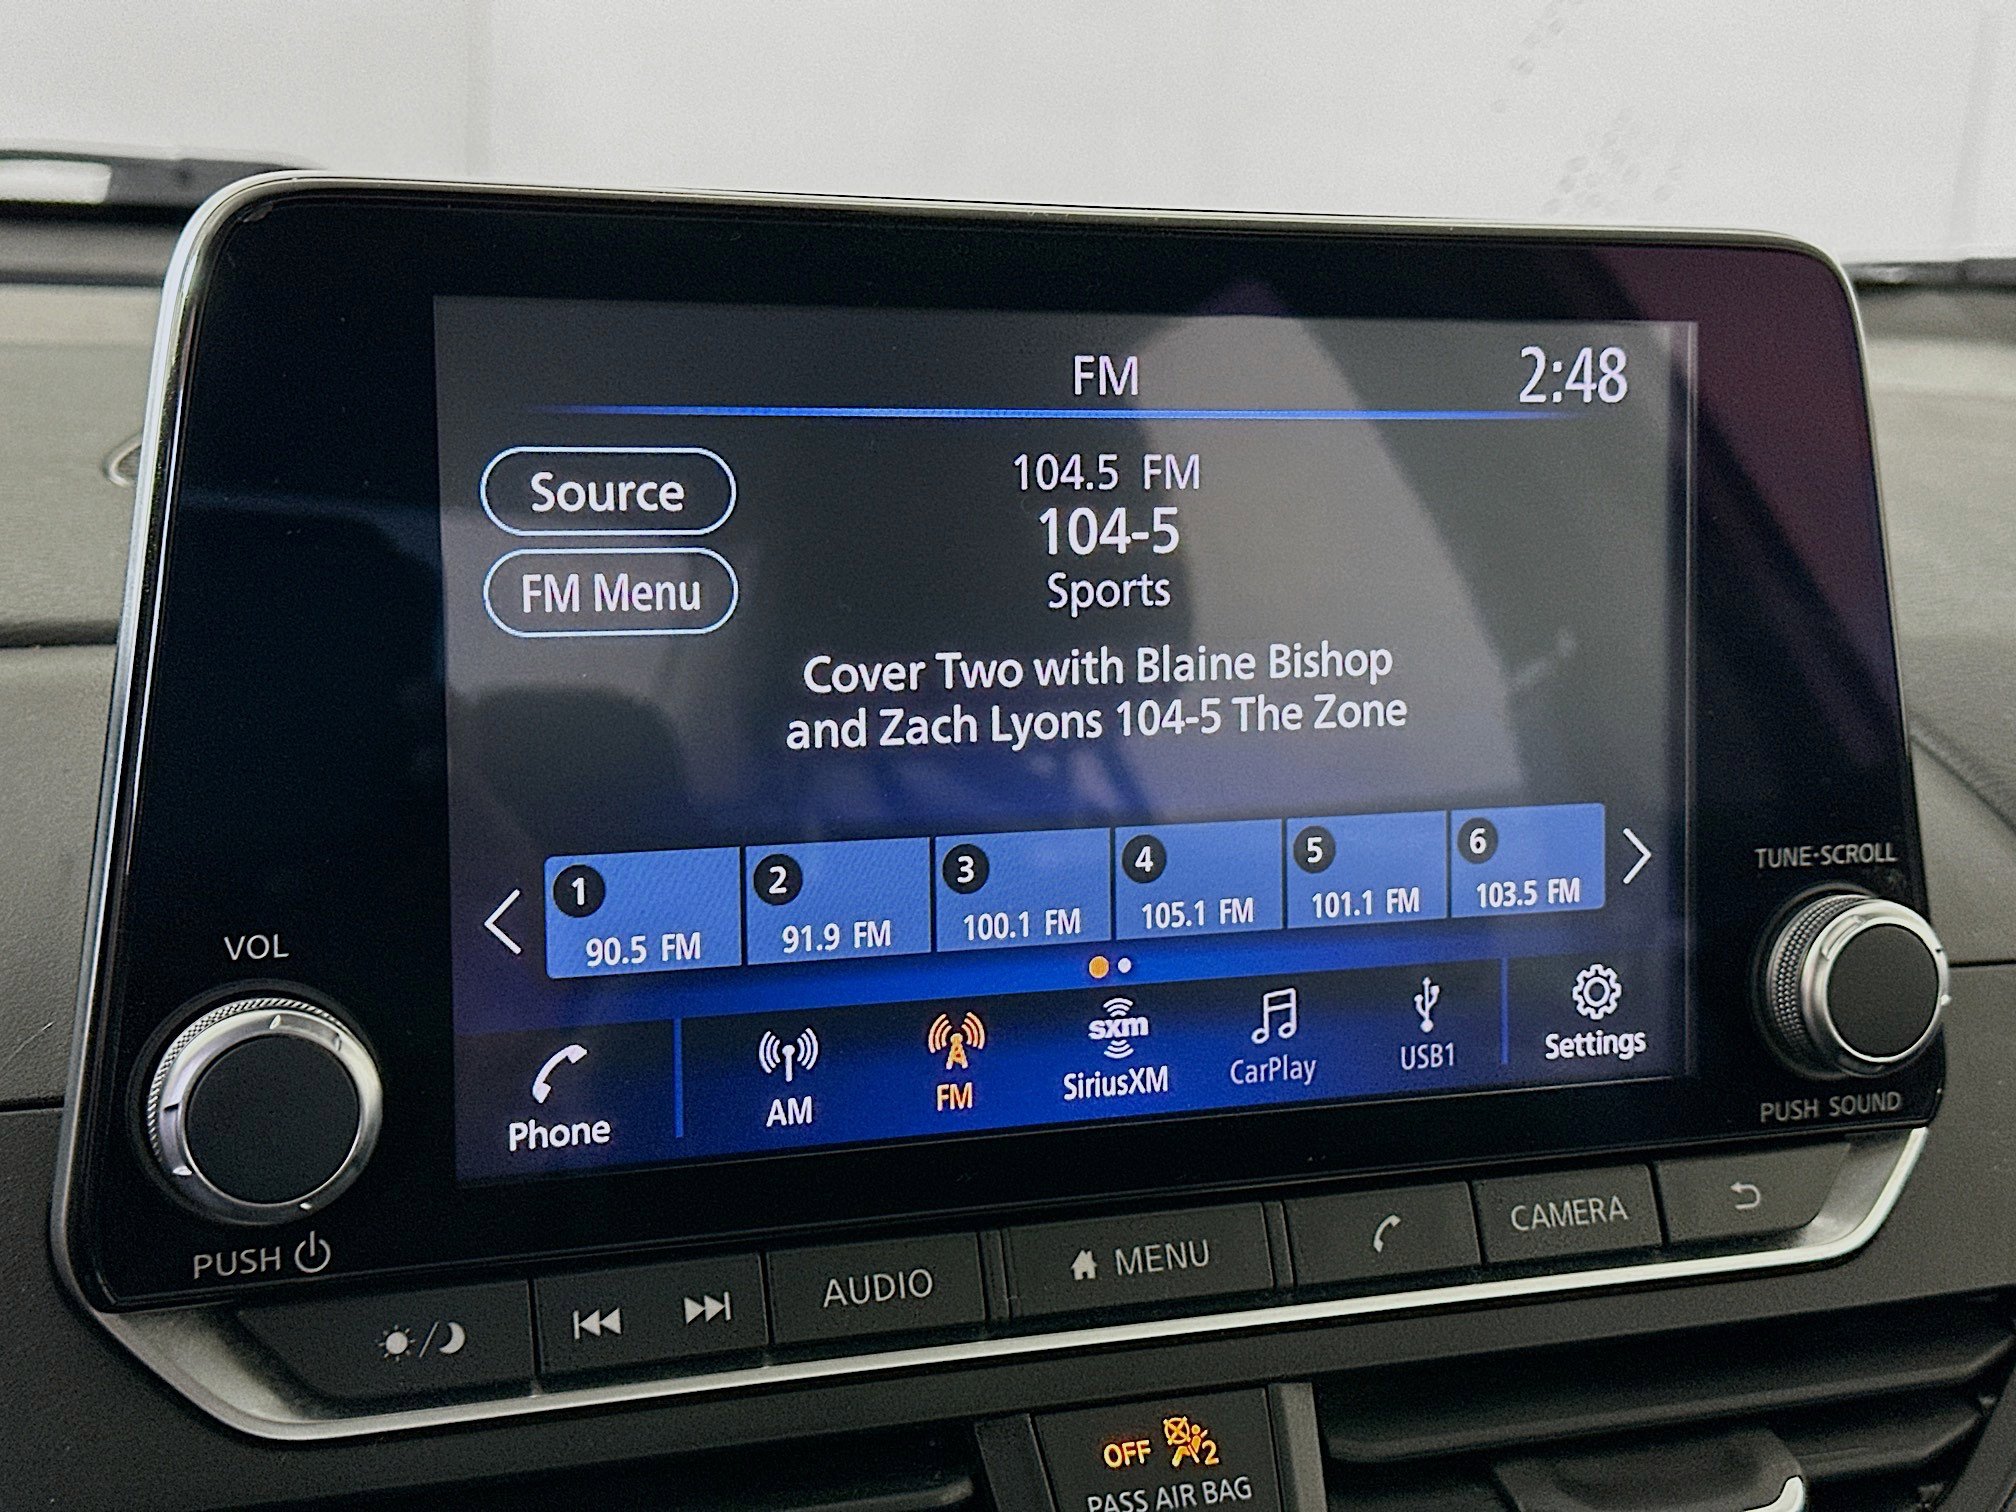 FM
2:48
Source
104.5 FM
104-5
FM Menu
Sports
Cover Two with Blaine Bishop
and Zach Lyons 104-5 The Zone
1
90.5 FM
2
91.9 FM
3
100.1 FM
4
105.1 FM
5
101.1 FM
6
103.5 FM
Phone
AM
FM
sxm
SiriusXM
CarPlay
USB1
Settings
VOL
PUSH
TUNE·SCROLL
PUSH SOUND
AUDIO
MENU
CAMERA
OFF
2
PASS AIR BAG